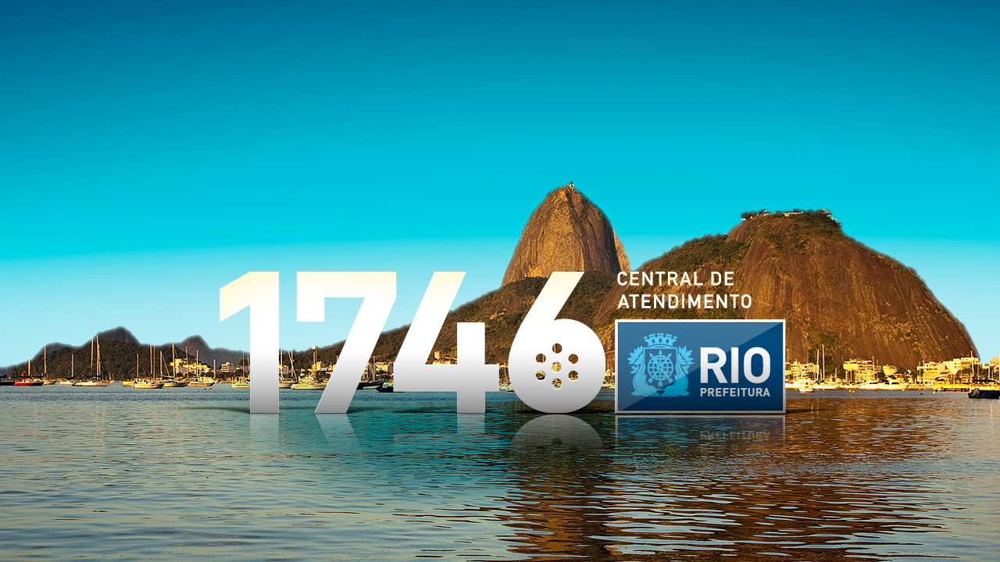 1746
CENTRAL DE
ATENDIMENTO
RIO
PREFEITURA